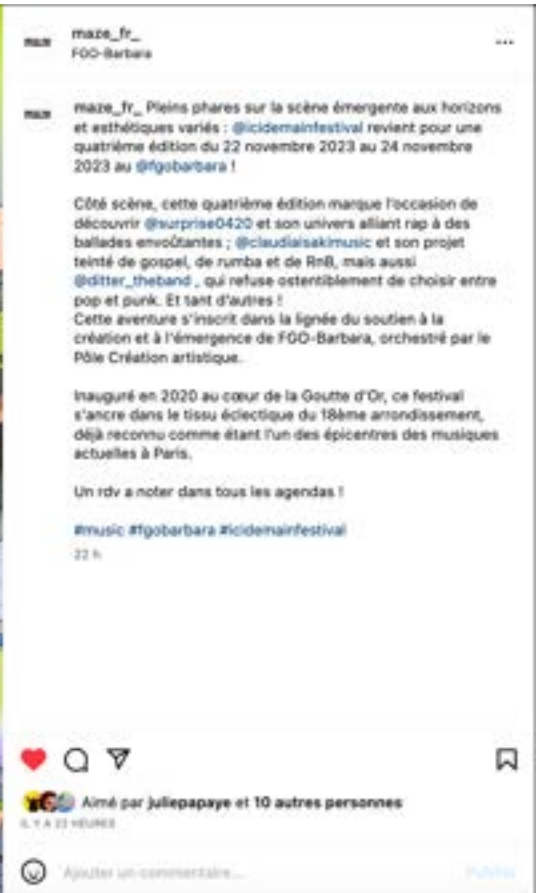 maze_fr_
FGO-Barbara
maze
maze
maze_fr_ Pleins phares sur la scène émergente aux horizons
et esthétiques variés : @icidemainfestival revient pour une
quatrième édition du 22 novembre 2023 au 24 novembre
2023 au @fgobarbara !
Côté scène, cette quatrième édition marque l'occasion de
découvrir @surprise0420 et son univers alliant rap à des
ballades envoûtantes ; @claudiaisakimusic et son projet
teinté de gospel, de rumba et de RnB, mais aussi
@ditter_theband , qui refuse ostentiblement de choisir entre
pop et punk. Et tant d'autres !
Cette aventure s'inscrit dans la lignée du soutien à la
création et à l'émergence de FGO-Barbara, orchestré par le
Pôle Création artistique.
Inauguré en 2020 au cœur de la Goutte d'Or, ce festival
s'ancre dans le tissu éclectique du 18ème arrondissement,
déjà reconnu comme étant l'un des épicentres des musiques
actuelles à Paris.
Un rdv a noter dans tous les agendas !
#music #fgobarbara #icidemainfestival
22 h
Aimé par juliepapaye et 10 autres personnes
IL Y A 22 HEURES
Ajouter un commentaire...
Publier